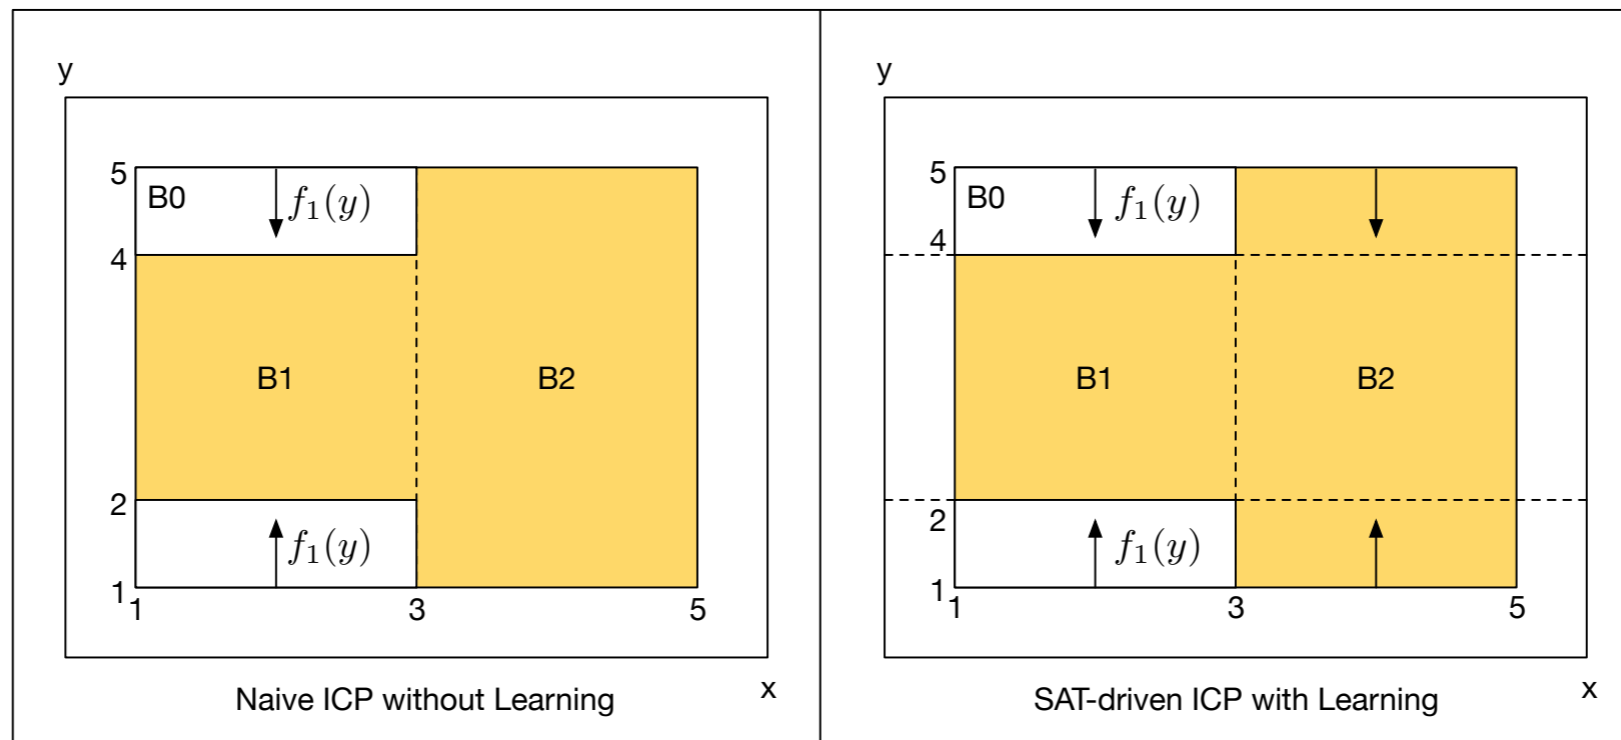 y
5
B0
f₁(y)
4
B1
B2
2
f₁(y)
1
1
3
5
Naive ICP without Learning
x
y
5
B0
f₁(y)
4
B1
B2
2
f₁(y)
1
1
3
5
SAT-driven ICP with Learning
x